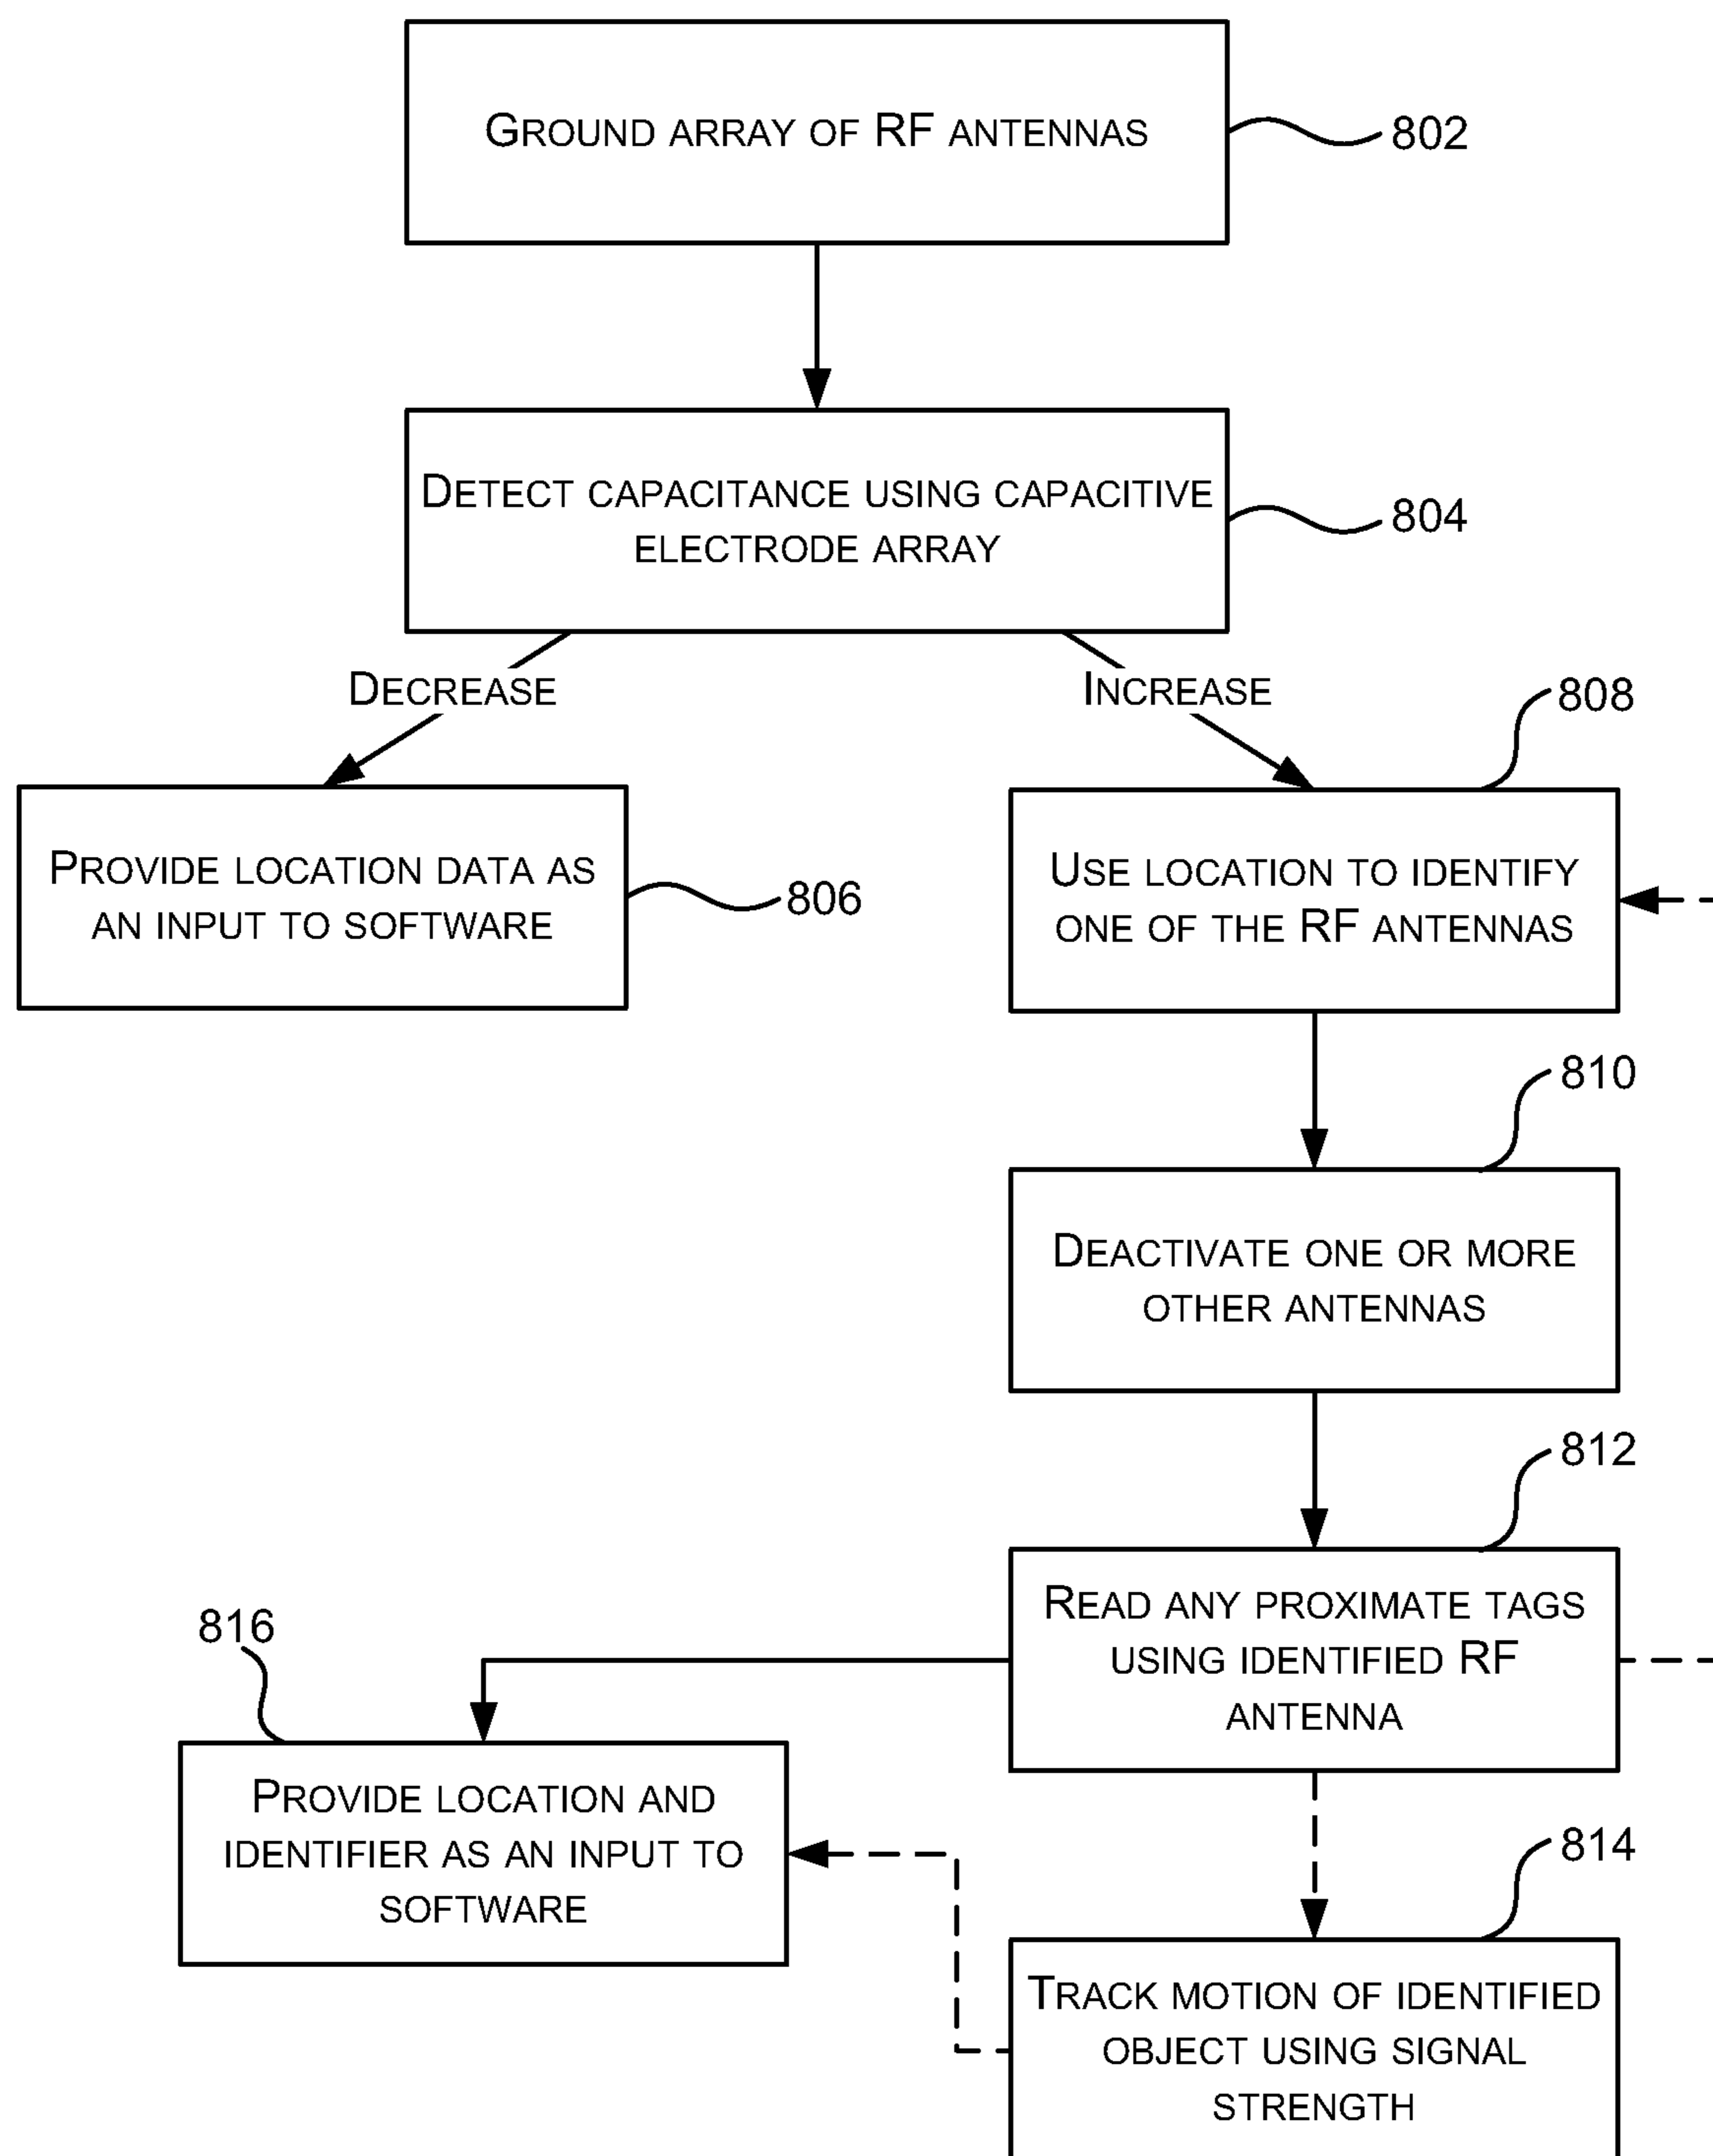 GROUND ARRAY OF RF ANTENNAS
802
DETECT CAPACITANCE USING CAPACITIVE
ELECTRODE ARRAY
804
DECREASE
INCREASE
808
PROVIDE LOCATION DATA AS
AN INPUT TO SOFTWARE
806
USE LOCATION TO IDENTIFY
ONE OF THE RF ANTENNAS
810
DEACTIVATE ONE OR MORE
OTHER ANTENNAS
812
READ ANY PROXIMATE TAGS
USING IDENTIFIED RF
ANTENNA
816
PROVIDE LOCATION AND
IDENTIFIER AS AN INPUT TO
SOFTWARE
814
TRACK MOTION OF IDENTIFIED
OBJECT USING SIGNAL
STRENGTH